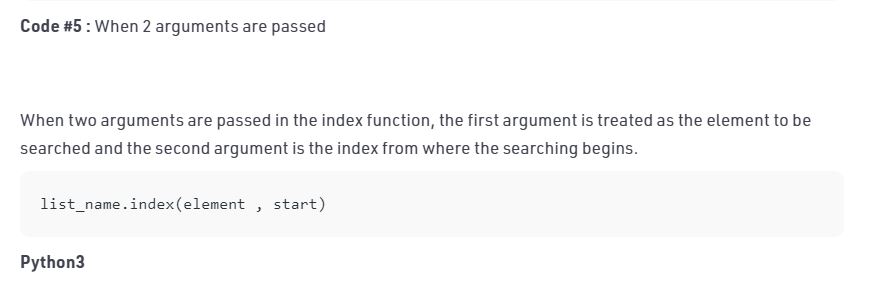 Code #5 : When 2 arguments are passed
When two arguments are passed in the index function, the first argument is treated as the element to be
searched and the second argument is the index from where the searching begins.
list_name.index(element , start)
Python3